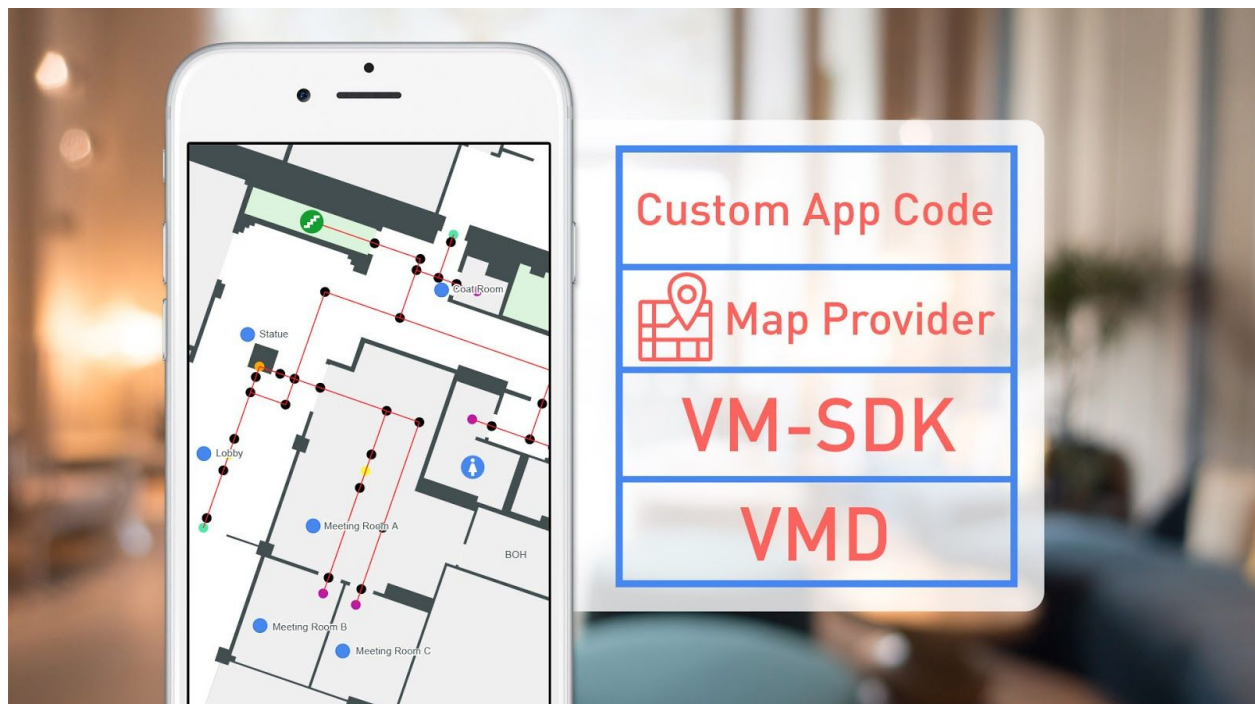 Coat Room
Statue
Lobby
Meeting Room A
BOH
Meeting Room B
Meeting Room C
Custom App Code
Map Provider
VM-SDK
VMD